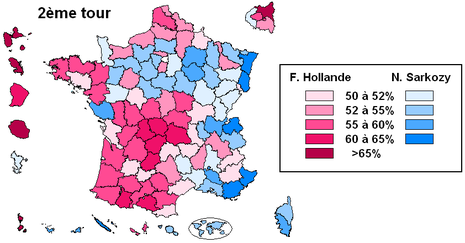 2ème tour
F. Hollande N. Sarkozy
50 à 52%
52 à 55%
55 à 60%
60 à 65%
>65%